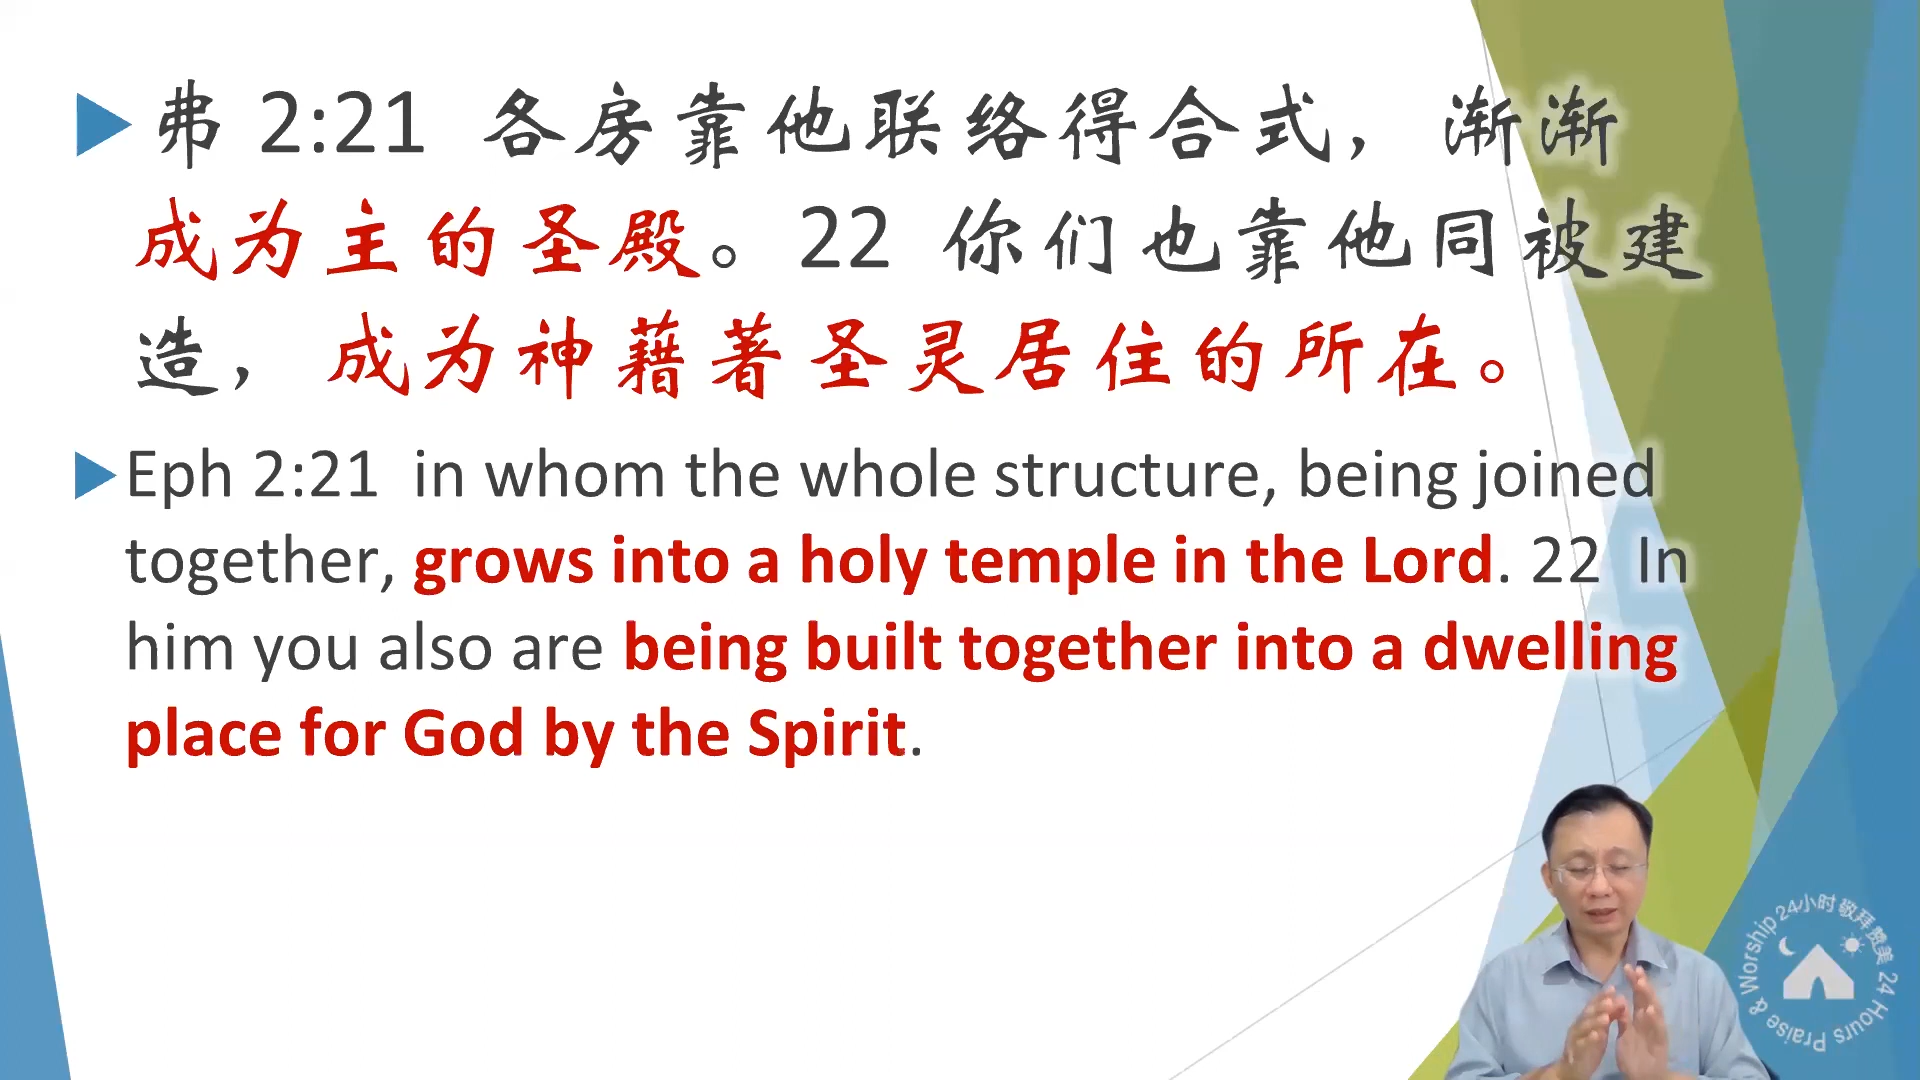 弗 2:21 各房靠他联络得合式，渐渐
成为主的圣殿。22 你们也靠他同被建
造，成为神藉著圣灵居住的所在。
Eph 2:21 in whom the whole structure, being joined
together, grows into a holy temple in the Lord. 22 In
him you also are being built together into a dwelling
place for God by the Spirit.
24小时敬拜赞美 24 Hours Praise & Worship